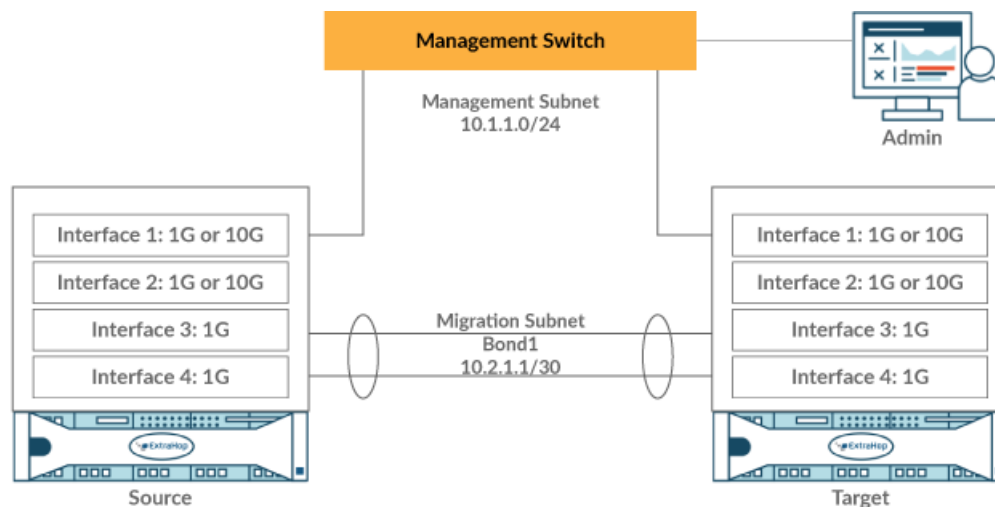 Management Switch
Management Subnet
10.1.1.0/24
Admin
Interface 1: 1G or 10G
Interface 2: 1G or 10G
Interface 3: 1G
Interface 4: 1G
ExtraHop
Source
Migration Subnet
Bond1
10.2.1.1/30
Interface 1: 1G or 10G
Interface 2: 1G or 10G
Interface 3: 1G
Interface 4: 1G
ExtraHop
Target